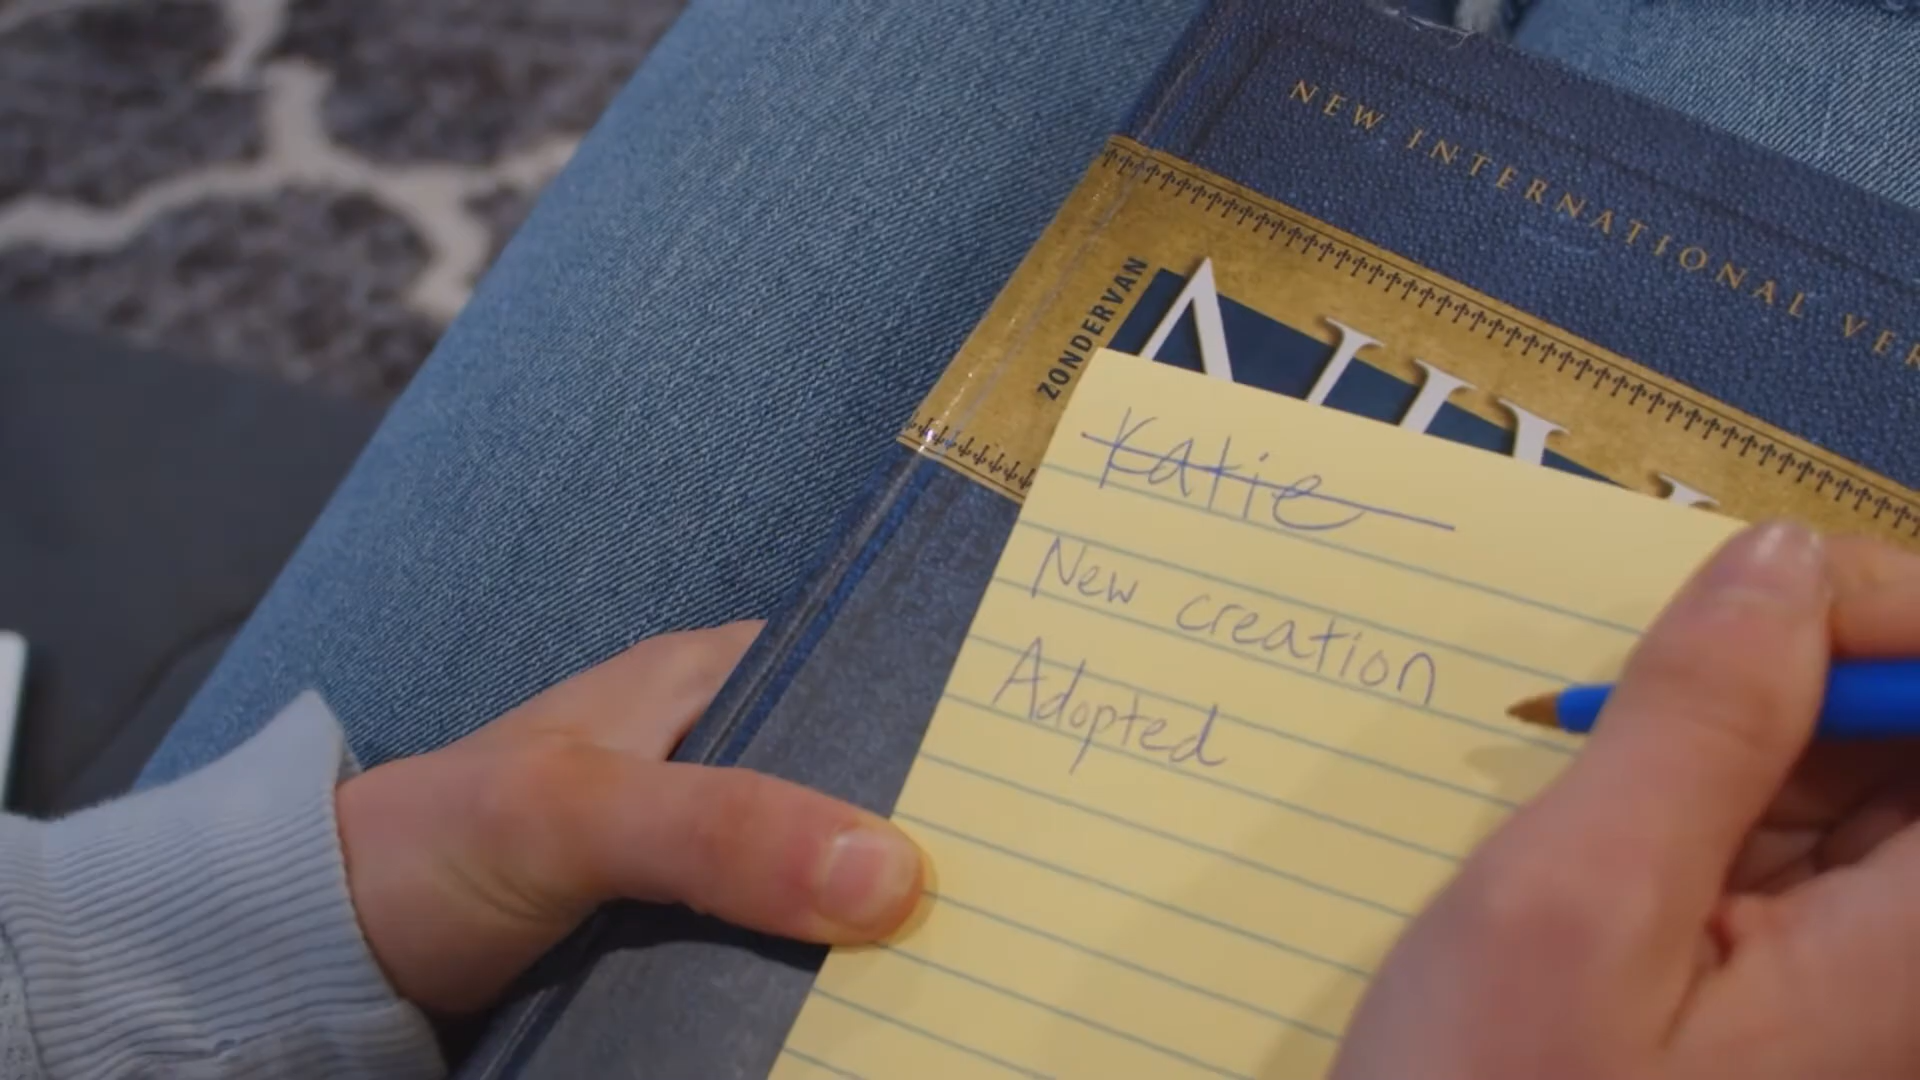 NEW INTERNATIONAL VER
ZONDERVAN
Katie
New creation
Adopted